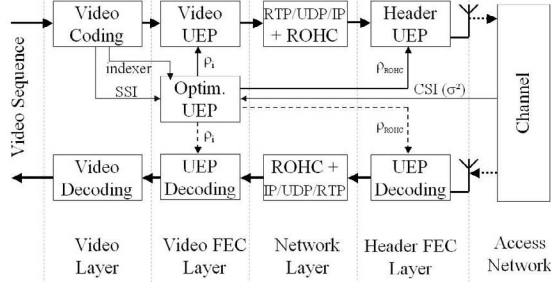 Video Sequence
Video
Coding
Video
UEP
RTP/UDP/IP
+ ROHC
Header
UEP
indexer
SSI
ρi
Optim.
UEP
ρROHC
CSI (σ²)
Channel
ρi
ρROHC
Video
Decoding
UEP
Decoding
ROHC +
IP/UDP/RTP
UEP
Decoding
Video
Layer
Video FEC
Layer
Network
Layer
Header FEC
Layer
Access
Network